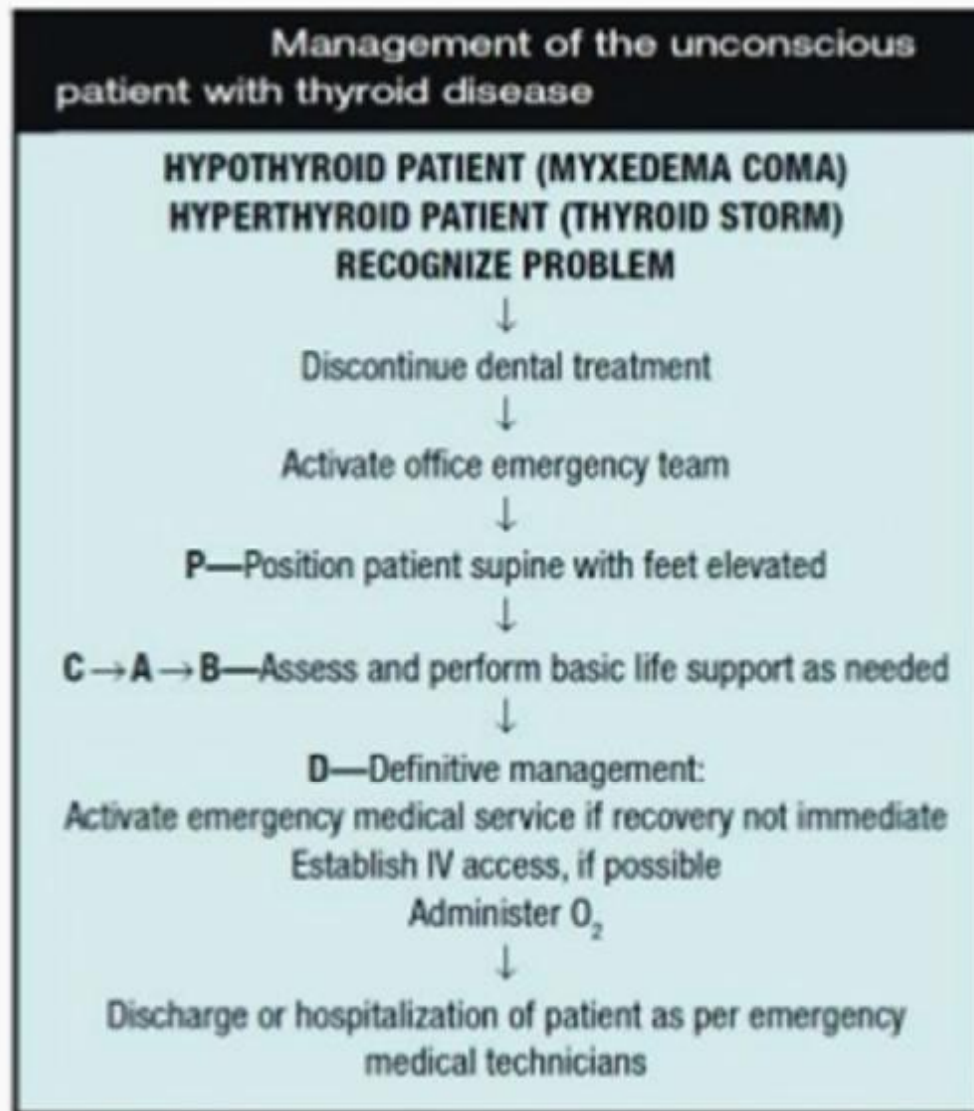 Management of the unconscious
patient with thyroid disease
HYPOTHYROID PATIENT (MYXEDEMA COMA)
HYPERTHYROID PATIENT (THYROID STORM)
RECOGNIZE PROBLEM
↓
Discontinue dental treatment
↓
Activate office emergency team
↓
P—Position patient supine with feet elevated
↓
C→A→B—Assess and perform basic life support as needed
↓
D—Definitive management:
Activate emergency medical service if recovery not immediate
Establish IV access, if possible
Administer O₂
↓
Discharge or hospitalization of patient as per emergency
medical technicians